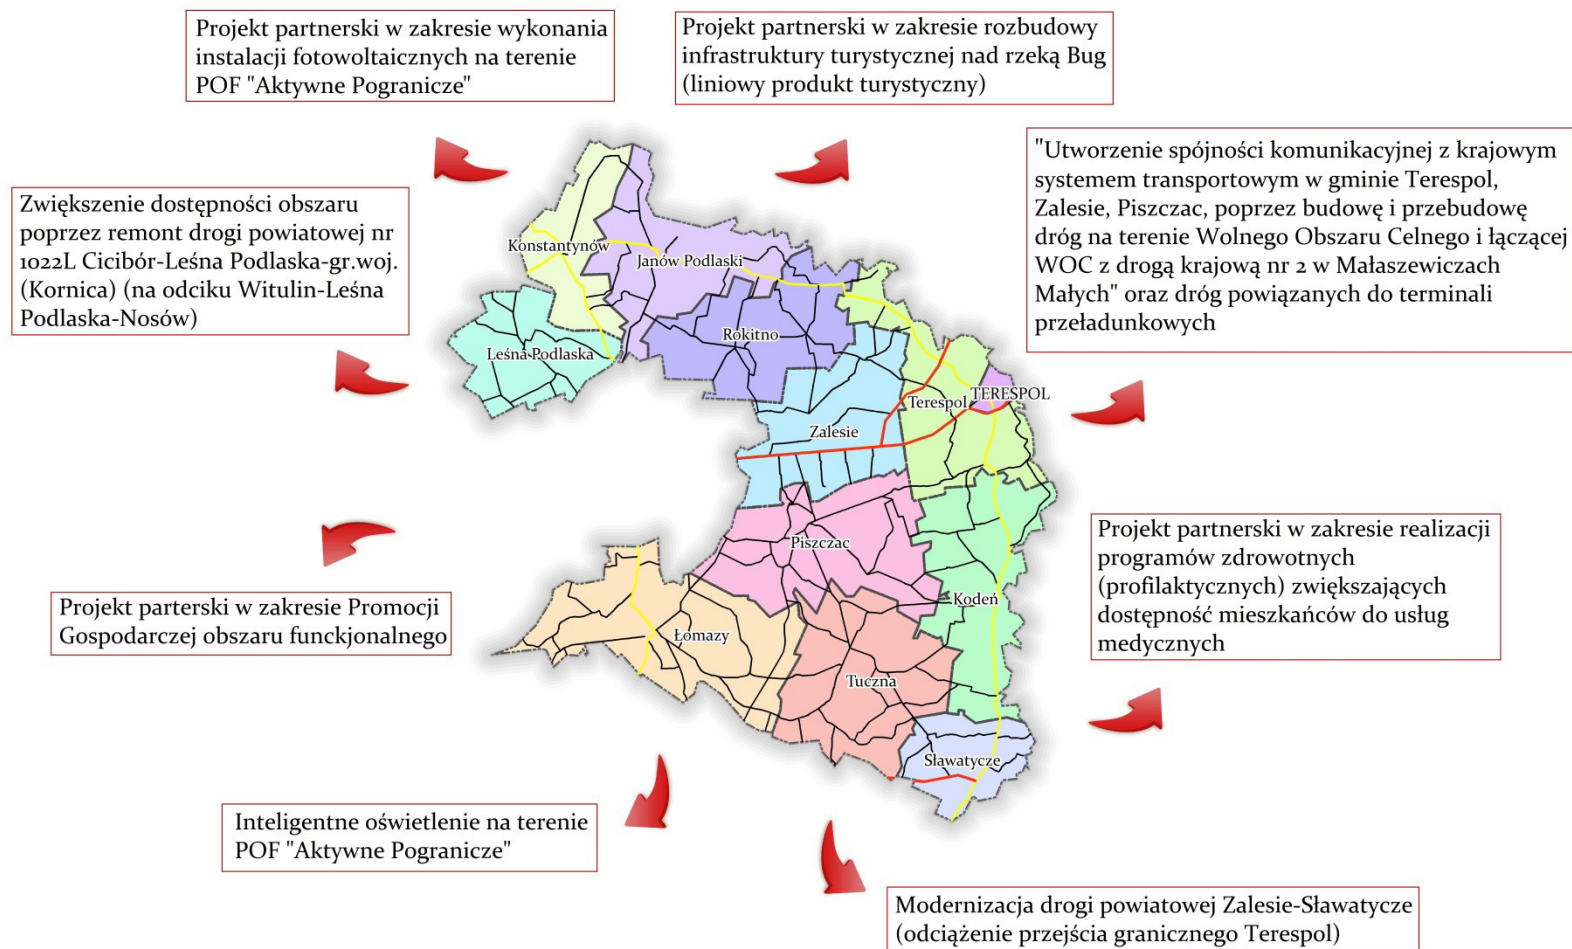 Projekt partnerski w zakresie wykonania
instalacji fotowoltaicznych na terenie
POF "Aktywne Pogranicze"
Projekt partnerski w zakresie rozbudowy
infrastruktury turystycznej nad rzeką Bug
(liniowy produkt turystyczny)
"Utworzenie spójności komunikacyjnej z krajowym
systemem transportowym w gminie Terespol,
Zalesie, Piszczac, poprzez budowę i przebudowę
dróg na terenie Wolnego Obszaru Celnego i łączącej
WOC z drogą krajową nr 2 w Małaszewiczach
Małych" oraz dróg powiązanych do terminali
przeładunkowych
Zwiększenie dostępności obszaru
poprzez remont drogi powiatowej nr
1022L Cicibór-Leśna Podlaska-gr.woj.
(Kornica) (na odciku Witulin-Leśna
Podlaska-Nosów)
Konstantynów
Janów Podlaski
Rokitno
Leśna Podlaska
TERESPOL
Terespol
Zalesie
Piszczac
Kodeń
Łomazy
Tuczna
Sławatycze
Projekt partnerski w zakresie realizacji
programów zdrowotnych
(profilaktycznych) zwiększających
dostępność mieszkańców do usług
medycznych
Projekt parterski w zakresie Promocji
Gospodarczej obszaru funckjonalnego
Inteligentne oświetlenie na terenie
POF "Aktywne Pogranicze"
Modernizacja drogi powiatowej Zalesie-Sławatycze
(odciążenie przejścia granicznego Terespol)